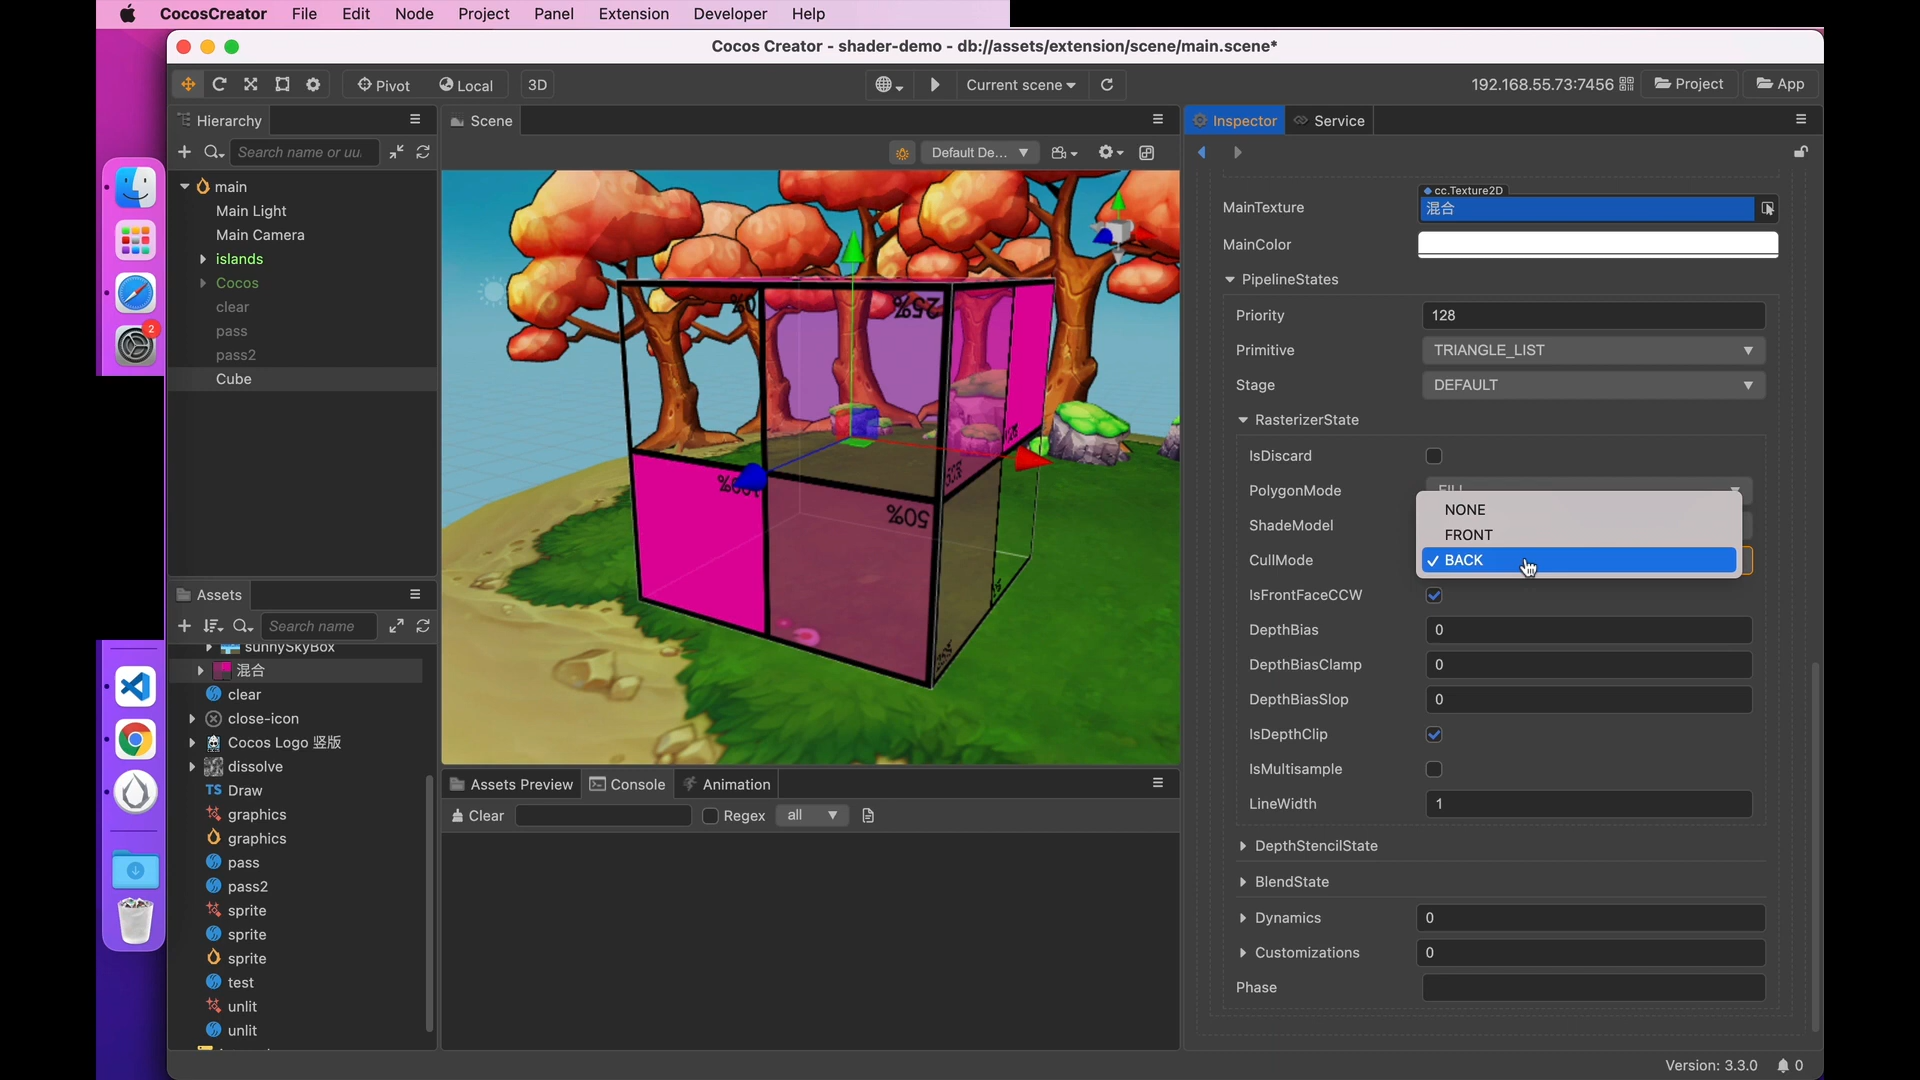 CocosCreator File Edit Node Project Panel Extension Developer Help
Cocos Creator - shader-demo - db://assets/extension/scene/main.scene*
Pivot Local 3D Current scene 192.168.55.73:7456 Project App
Hierarchy
Search name or uu.
main
Main Light
Main Camera
islands
Cocos
clear
pass
pass2
Cube
Assets
Search name
sunnySkyBox
混合
clear
close-icon
Cocos Logo 竖版
dissolve
TS Draw
graphics
graphics
pass
pass2
sprite
sprite
sprite
test
unlit
unlit
2
Scene
Default De...
0%
25%
100%
50%
Assets Preview Console Animation
Clear Regex all
Inspector Service
cc.Texture2D
MainTexture 混合
MainColor
PipelineStates
Priority 128
Primitive TRIANGLE_LIST
Stage DEFAULT
RasterizerState
IsDiscard
PolygonMode FILL
ShadeModel
CullMode
NONE
FRONT
BACK
IsFrontFaceCCW
DepthBias 0
DepthBiasClamp 0
DepthBiasSlop 0
IsDepthClip
IsMultisample
LineWidth 1
DepthStencilState
BlendState
Dynamics 0
Customizations 0
Phase
Version: 3.3.0 0